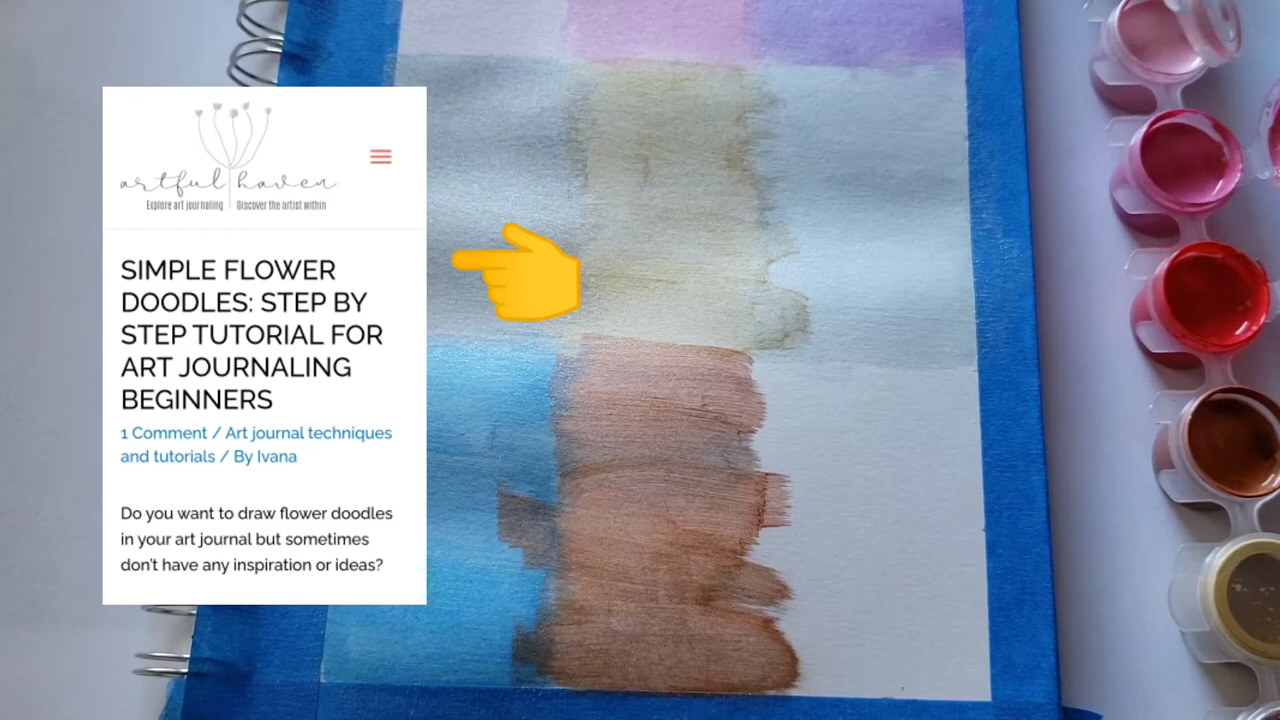 artful haven
Explore art journaling Discover the artist within
SIMPLE FLOWER
DOODLES: STEP BY
STEP TUTORIAL FOR
ART JOURNALING
BEGINNERS
1 Comment / Art journal techniques
and tutorials / By Ivana
Do you want to draw flower doodles
in your art journal but sometimes
don't have any inspiration or ideas?